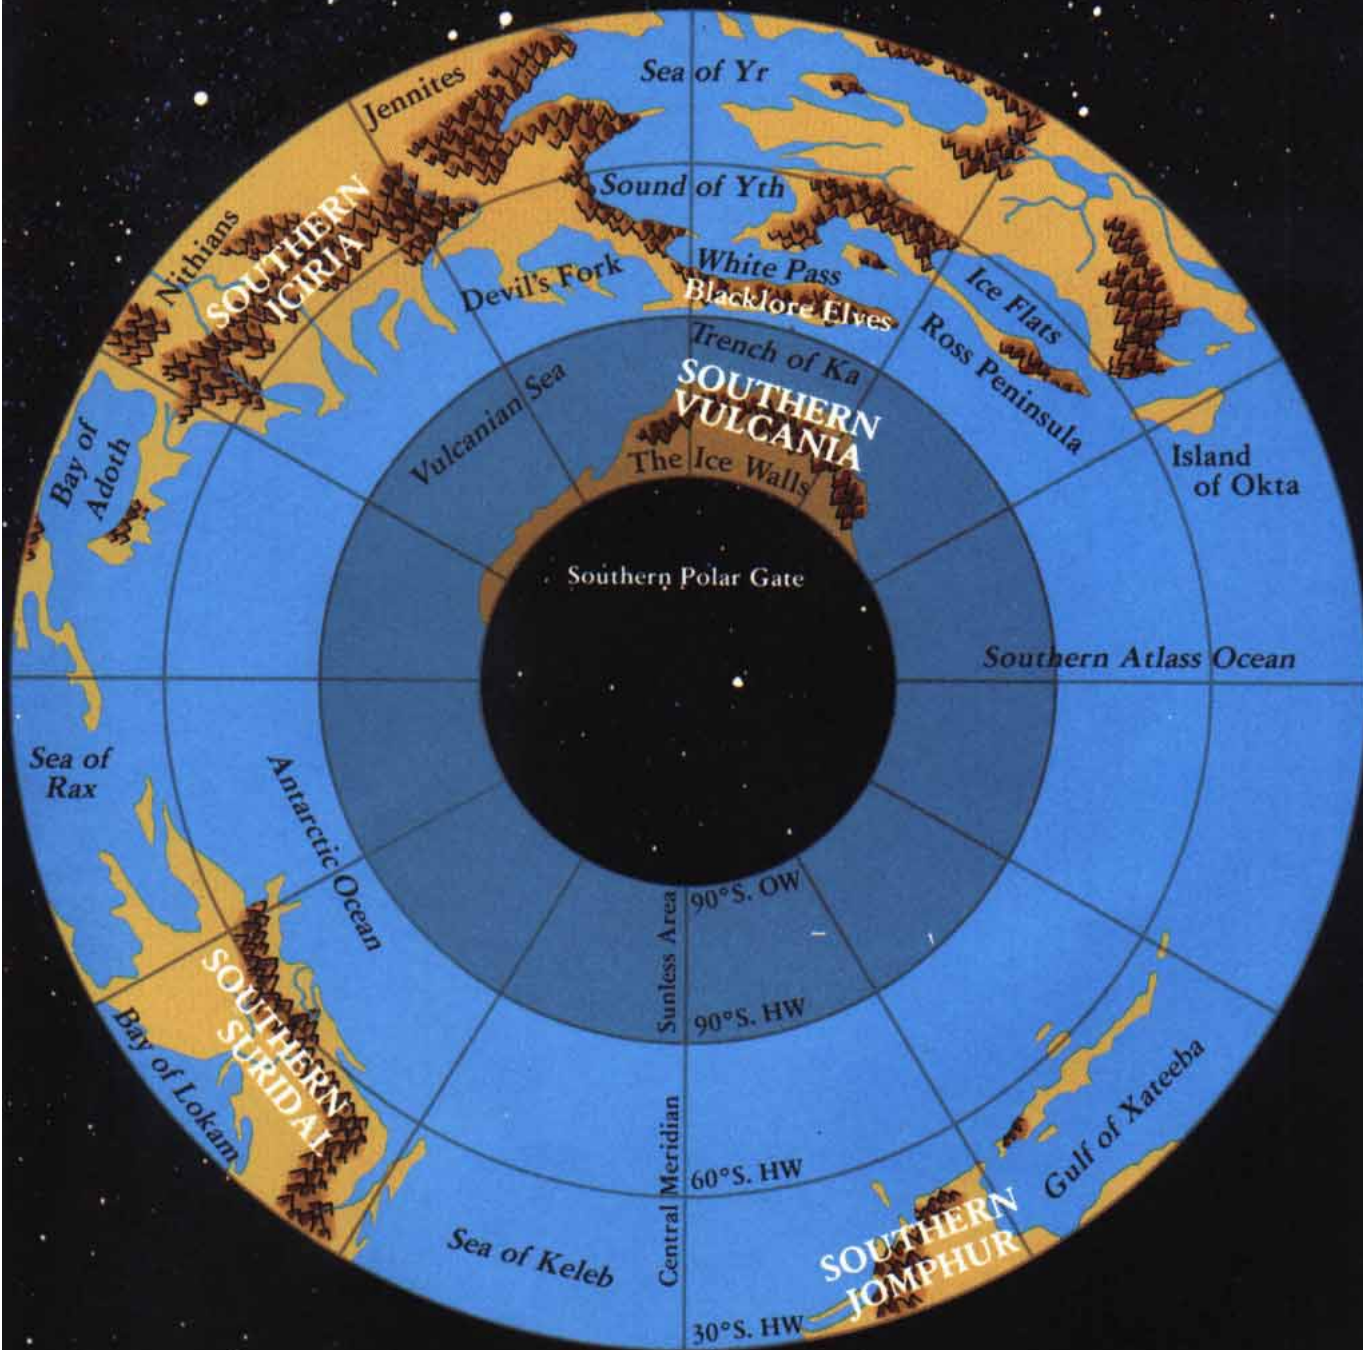 Sea of Yr
Jennites
Sound of Yth
Nithians
SOUTHERN
ICIRIA
White Pass
Devil's Fork
Blacklore Elves
Ice Flats
Ross Peninsula
Trench of Ka
SOUTHERN
VULCANIA
Vulcanian Sea
The Ice Walls
Bay of
Adoth
Island
of Okta
Southern Polar Gate
Southern Atlass Ocean
Sea of
Rax
Antarctic Ocean
90°S. OW
Sunless Area
90°S. HW
SOUTHERN
SURIDAL
Bay of Lokam
Central Meridian
60°S. HW
Gulf of Xateeba
Sea of Keleb
SOUTHERN
JOMPHUR
30°S. HW